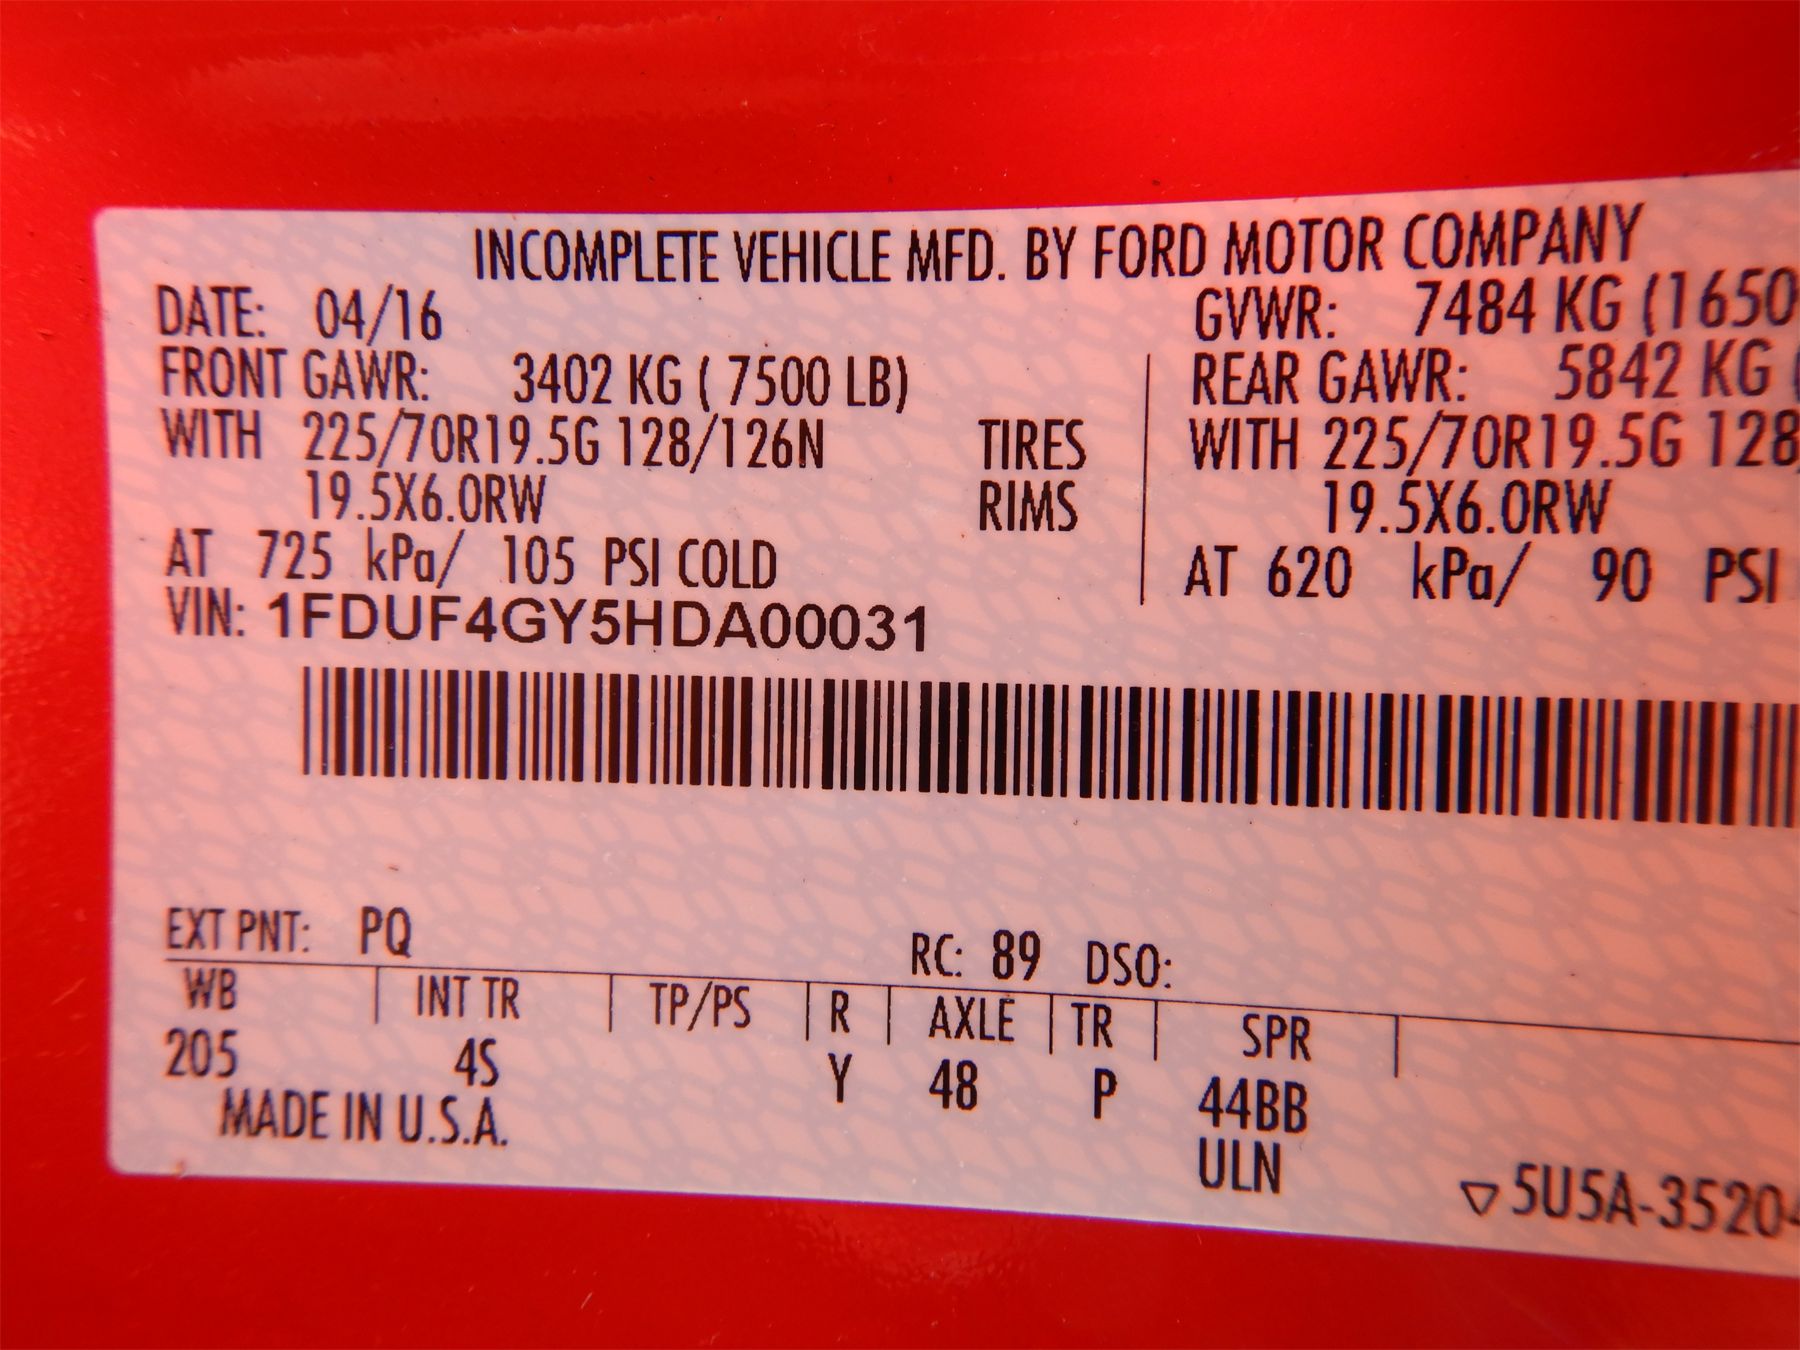 INCOMPLETE VEHICLE MFD. BY FORD MOTOR COMPANY
DATE: 04/16 GVWR: 7484 KG (1650
FRONT GAWR: 3402 KG ( 7500 LB) REAR GAWR: 5842 KG (
WITH 225/70R19.5G 128/126N TIRES WITH 225/70R19.5G 128/
19.5X6.0RW RIMS 19.5X6.0RW
AT 725 kPa/ 105 PSI COLD AT 620 kPa/ 90 PSI
VIN: 1FDUF4GY5HDA00031
EXT PNT: PQ RC: 89 DSO:
WB INT TR TP/PS R AXLE TR SPR
205 4S Y 48 P 44BB
MADE IN U.S.A. ULN
▽5U5A-3520